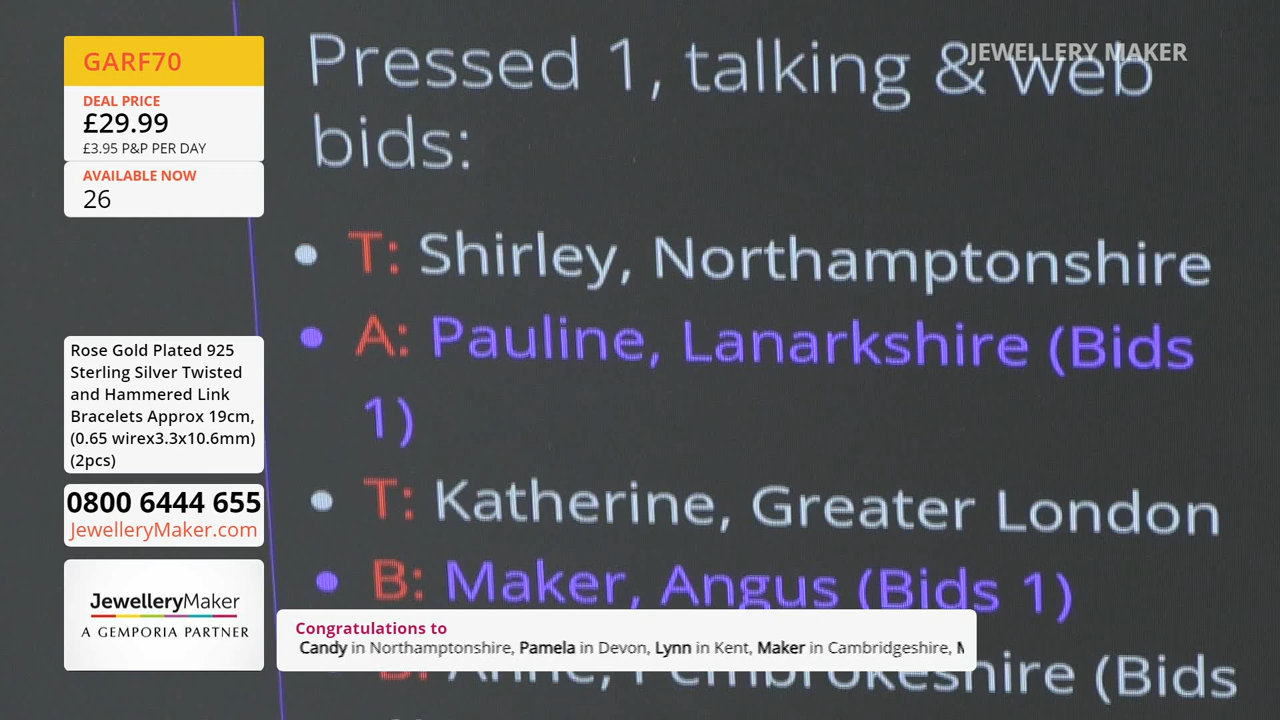 GARF70
DEAL PRICE
£29.99
£3.95 P&P PER DAY
AVAILABLE NOW
26
Rose Gold Plated 925
Sterling Silver Twisted
and Hammered Link
Bracelets Approx 19cm,
(0.65 wirex3.3x10.6mm)
(2pcs)
0800 6444 655
JewelleryMaker.com
JewelleryMaker
A GEMPORIA PARTNER
JEWELLERY MAKER
Pressed 1, talking & web
bids:
• T: Shirley, Northamptonshire
• A: Pauline, Lanarkshire (Bids
1)
• T: Katherine, Greater London
• B: Maker, Angus (Bids 1)
Anne, Pembrokeshire (Bids
Congratulations to
Candy in Northamptonshire, Pamela in Devon, Lynn in Kent, Maker in Cambridgeshire,